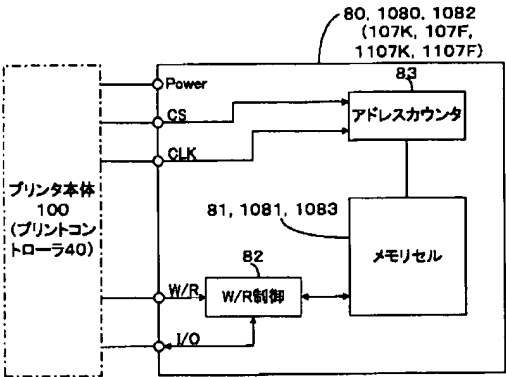 80, 1080, 1082
(107K, 107F,
1107K, 1107F)
83
Power
アドレスカウンタ
CS
CLK
プリンタ本体
100
(プリントコン
トローラ40)
81, 1081, 1083
メモリセル
82
W/R
W/R制御
I/O